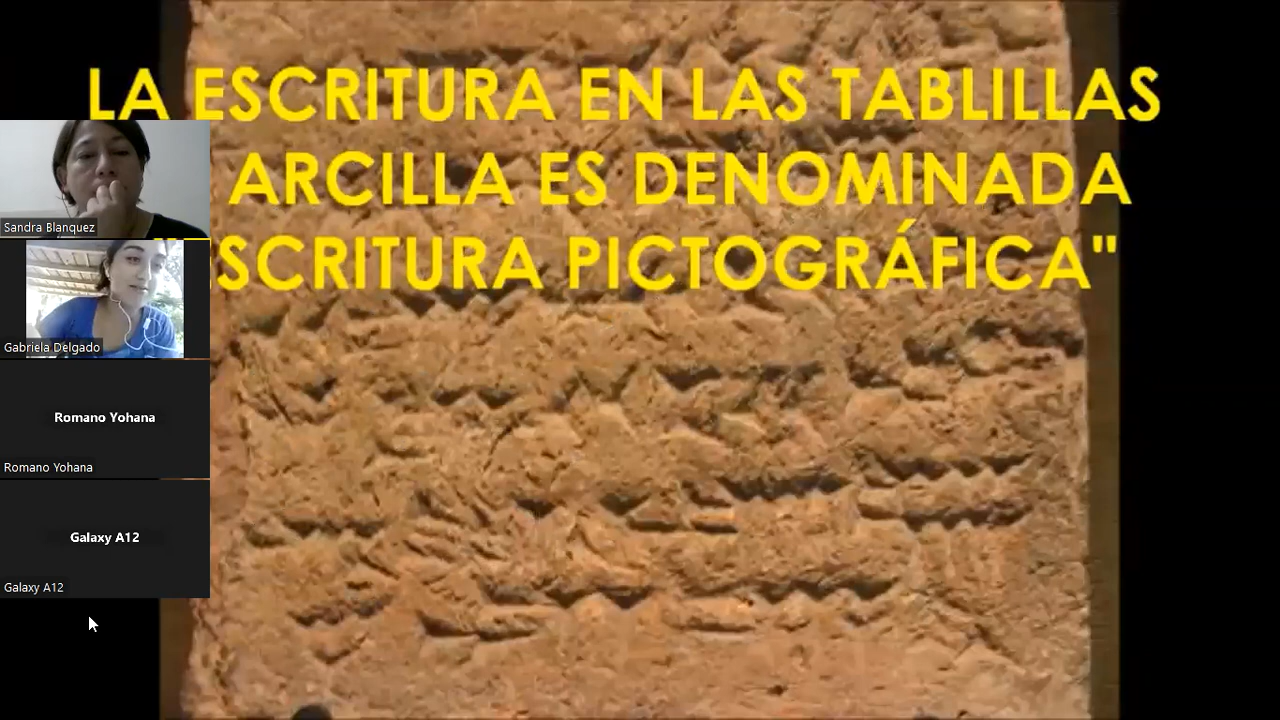 LA ESCRITURA EN LAS TABLILLAS
ARCILLA ES DENOMINADA
ESCRITURA PICTOGRÁFICA"
Sandra Blanquez
Gabriela Delgado
Romano Yohana
Romano Yohana
Galaxy A12
Galaxy A12